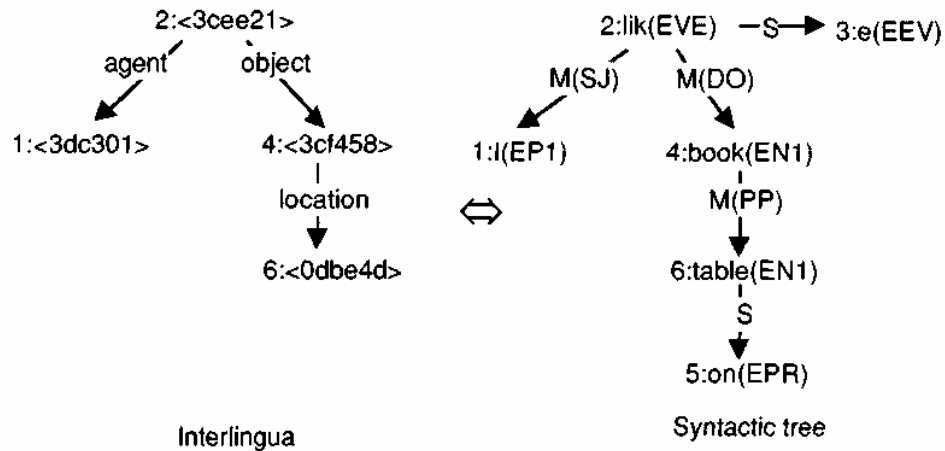 2:<3cee21>
agent object
1:<3dc301> 4:<3cf458>
location
6:<0dbe4d>
Interlingua
⇔
2:lik(EVE) S 3:e(EEV)
M(SJ) M(DO)
1:I(EP1) 4:book(EN1)
M(PP)
6:table(EN1)
S
5:on(EPR)
Syntactic tree